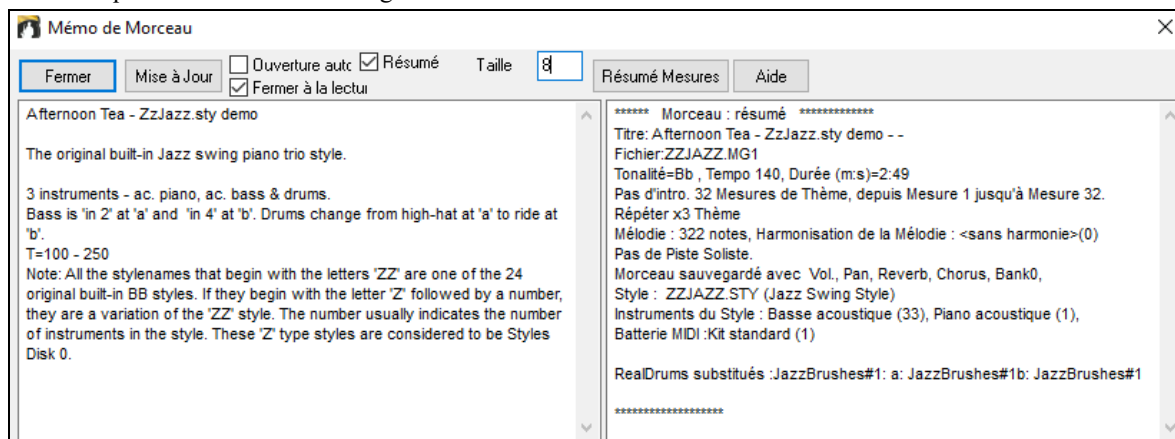 Mémo de Morceau
Fermer
Mise à Jour
Ouverture autc
Résumé
Fermer à la lectur
Taille
8
Résumé Mesures
Aide
Afternoon Tea - ZzJazz.sty demo
The original built-in Jazz swing piano trio style.
3 instruments - ac. piano, ac. bass & drums.
Bass is 'in 2' at 'a' and 'in 4' at 'b'. Drums change from high-hat at 'a' to ride at
'b'.
T=100 - 250
Note: All the stylenames that begin with the letters 'ZZ' are one of the 24
original built-in BB styles. If they begin with the letter 'Z' followed by a number,
they are a variation of the 'ZZ' style. The number usually indicates the number
of instruments in the style. These 'Z' type styles are considered to be Styles
Disk 0.
****** Morceau : résumé *************
Titre: Afternoon Tea - ZzJazz.sty demo - -
Fichier:ZZJAZZ.MG1
Tonalité=Bb , Tempo 140, Durée (m:s)=2:49
Pas d'intro. 32 Mesures de Thème, depuis Mesure 1 jusqu'à Mesure 32.
Répéter x3 Thème
Mélodie : 322 notes, Harmonisation de la Mélodie : <sans harmonie>(0)
Pas de Piste Soliste.
Morceau sauvegardé avec Vol., Pan, Reverb, Chorus, Bank0,
Style : ZZJAZZ.STY (Jazz Swing Style)
Instruments du Style : Basse acoustique (33), Piano acoustique (1),
Batterie MIDI :Kit standard (1)
RealDrums substitués :JazzBrushes#1: a: JazzBrushes#1b: JazzBrushes#1
*******************